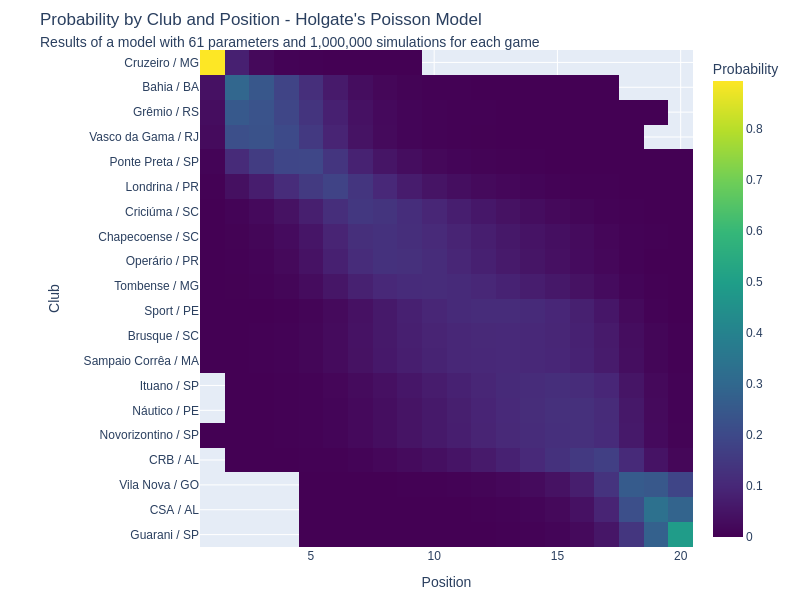 Probability by Club and Position - Holgate's Poisson Model
Results of a model with 61 parameters and 1,000,000 simulations for each game
Probability
Cruzeiro / MG
Bahia / BA
Grêmio / RS
Vasco da Gama / RJ
Ponte Preta / SP
Londrina / PR
Criciúma / SC
Chapecoense / SC
Operário / PR
Tombense / MG
Sport / PE
Brusque / SC
Sampaio Corrêa / MA
Ituano / SP
Náutico / PE
Novorizontino / SP
CRB / AL
Vila Nova / GO
CSA / AL
Guarani / SP
Club
5
10
15
20
Position
0.8
0.7
0.6
0.5
0.4
0.3
0.2
0.1
0